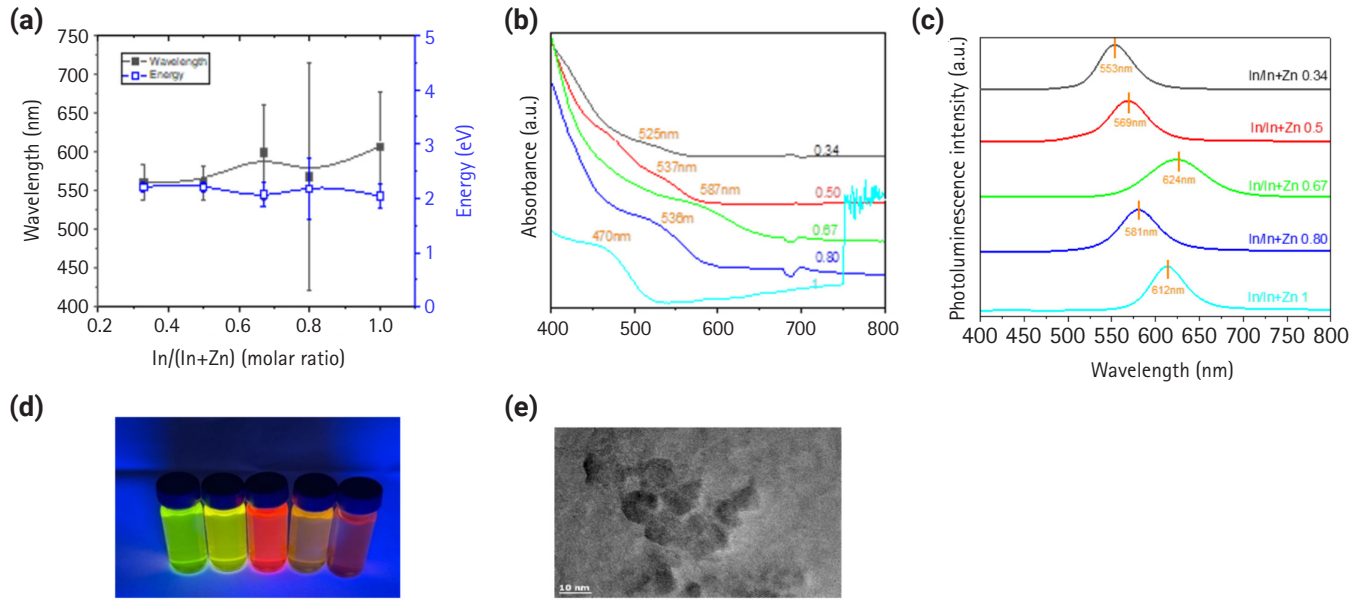 (a)
750
700
650
600
550
500
450
400
Wavelength (nm)
Wavelength
Energy
5
4
3
2
1
0
Energy (eV)
0.2
0.4
0.6
0.8
1.0
In/(In+Zn) (molar ratio)
(b)
Absorbance (a.u.)
525nm
0.34
537nm
587nm
0.50
536m
0.67
470nm
0.80
1
400
500
600
700
800
(c)
Photoluminescence intensity (a.u.)
553nm
In/In+Zn 0.34
569nm
In/In+Zn 0.5
624nm
In/In+Zn 0.67
581nm
In/In+Zn 0.80
612nm
In/In+Zn 1
400
450
500
550
600
650
700
750
800
Wavelength (nm)
(d)
(e)
10 nm